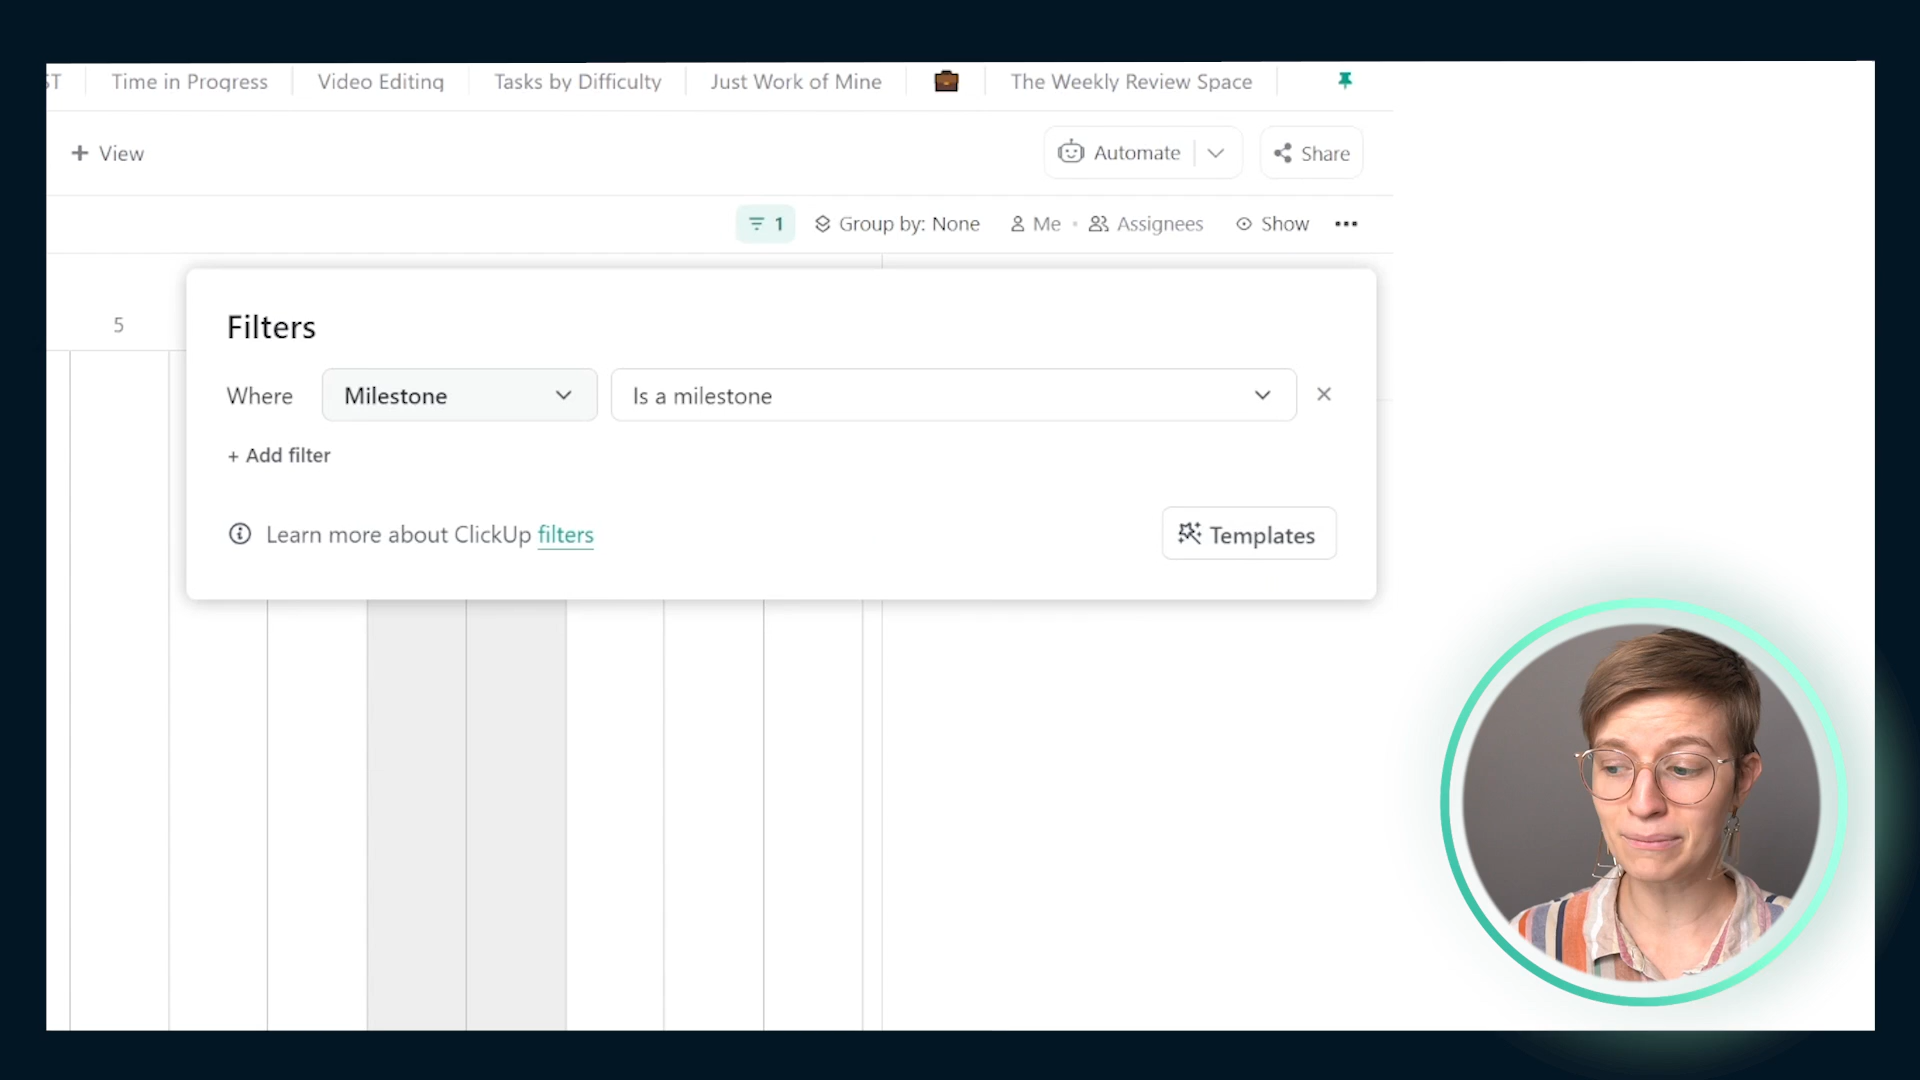 ST Time in Progress Video Editing Tasks by Difficulty Just Work of Mine The Weekly Review Space
+ View Automate Share
1 Group by: None Me Assignees Show
5
Filters
Where Milestone Is a milestone
+ Add filter
Learn more about ClickUp filters
Templates